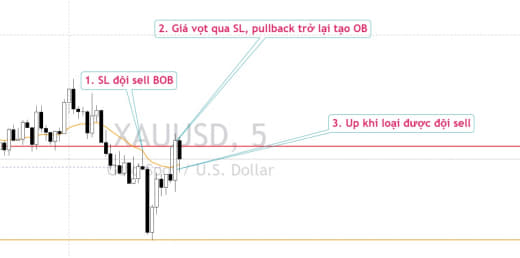 2. Giá vọt qua SL, pullback trở lại tạo OB
1. SL đội sell BOB
XAUUSD, 5
3. Up khi loại được đội sell
/ U.S. Dollar